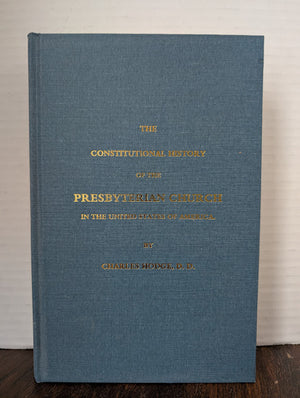 THE
CONSTITUTIONAL HISTORY
OF THE
PRESBYTERIAN CHURCH
IN THE UNITED STATES OF AMERICA
BY
CHARLES HODGE, D. D.